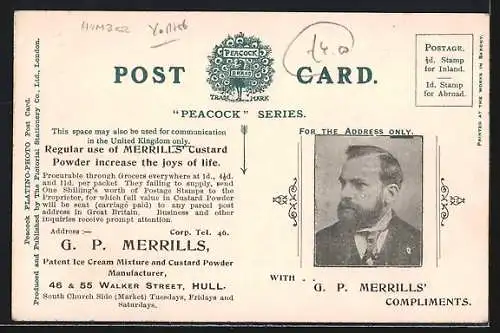 HUMBER YORKS
£4.00
PEACOCK
BRAND
TRADE MARK
POST CARD.
POSTAGE.
½d. Stamp
for Inland.
1d. Stamp
for Abroad.
"PEACOCK" SERIES.
This space may also be used for communication
in the United Kingdom only.
For the Address only.
Regular use of MERRILLS' Custard
Powder increase the joys of life.
Procurable through Grocers everywhere at 1d., 4½d.
and 11d. per packet. They failing to supply, send
One Shilling's worth of Postage Stamps to the
Proprietor, for which full value in Custard Powder
will be sent (carriage paid) to any parcel post
address in Great Britain. Business and other
inquiries receive prompt attention.
Address :— Corp. Tel. 46.
G. P. MERRILLS,
Patent Ice Cream Mixture and Custard Powder
Manufacturer,
46 & 55 WALKER STREET, HULL.
South Church Side (Market) Tuesdays, Fridays and
Saturdays.
WITH
G. P. MERRILLS'
COMPLIMENTS.
Peacock PLATINO-PHOTO Post Card.
Produced and Published by The Pictorial Stationery Co., Ltd., London.
PRINTED AT THE WORKS IN SAXONY.